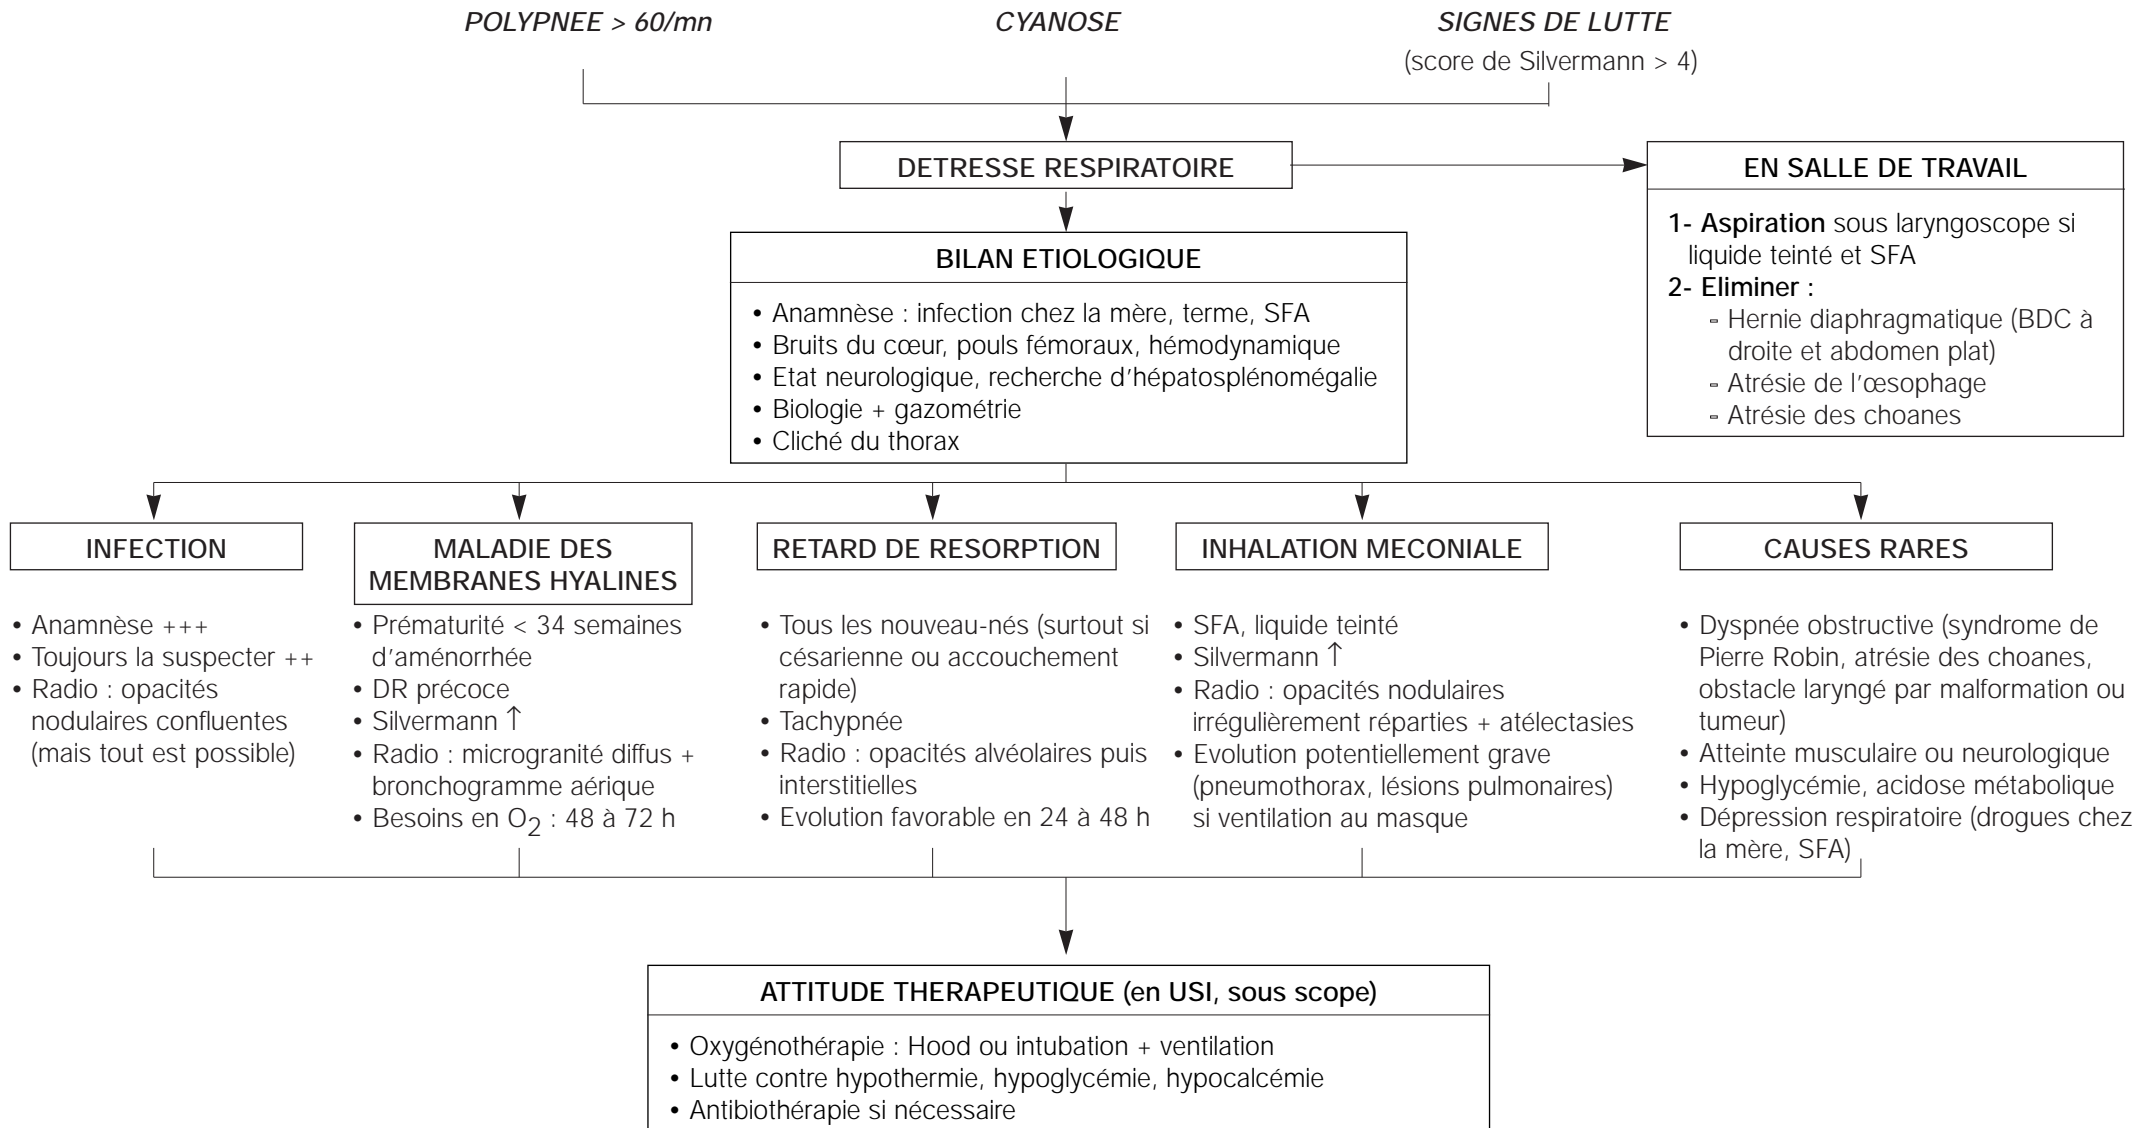 POLYPNEE > 60/mn
CYANOSE
SIGNES DE LUTTE
(score de Silvermann > 4)
DETRESSE RESPIRATOIRE
EN SALLE DE TRAVAIL
1- Aspiration sous laryngoscope si
liquide teinté et SFA
2- Eliminer :
- Hernie diaphragmatique (BDC à
droite et abdomen plat)
- Atrésie de l'œsophage
- Atrésie des choanes
BILAN ETIOLOGIQUE
• Anamnèse : infection chez la mère, terme, SFA
• Bruits du cœur, pouls fémoraux, hémodynamique
• Etat neurologique, recherche d'hépatosplénomégalie
• Biologie + gazométrie
• Cliché du thorax
INFECTION
• Anamnèse +++
• Toujours la suspecter ++
• Radio : opacités
nodulaires confluentes
(mais tout est possible)
MALADIE DES
MEMBRANES HYALINES
• Prématurité < 34 semaines
d'aménorrhée
• DR précoce
• Silvermann ↑
• Radio : microgranité diffus +
bronchogramme aérique
• Besoins en O2 : 48 à 72 h
RETARD DE RESORPTION
• Tous les nouveau-nés (surtout si
césarienne ou accouchement
rapide)
• Tachypnée
• Radio : opacités alvéolaires puis
interstitielles
• Evolution favorable en 24 à 48 h
INHALATION MECONIALE
• SFA, liquide teinté
• Silvermann ↑
• Radio : opacités nodulaires
irrégulièrement réparties + atélectasies
• Evolution potentiellement grave
(pneumothorax, lésions pulmonaires)
si ventilation au masque
CAUSES RARES
• Dyspnée obstructive (syndrome de
Pierre Robin, atrésie des choanes,
obstacle laryngé par malformation ou
tumeur)
• Atteinte musculaire ou neurologique
• Hypoglycémie, acidose métabolique
• Dépression respiratoire (drogues chez
la mère, SFA)
ATTITUDE THERAPEUTIQUE (en USI, sous scope)
• Oxygénothérapie : Hood ou intubation + ventilation
• Lutte contre hypothermie, hypoglycémie, hypocalcémie
• Antibiothérapie si nécessaire